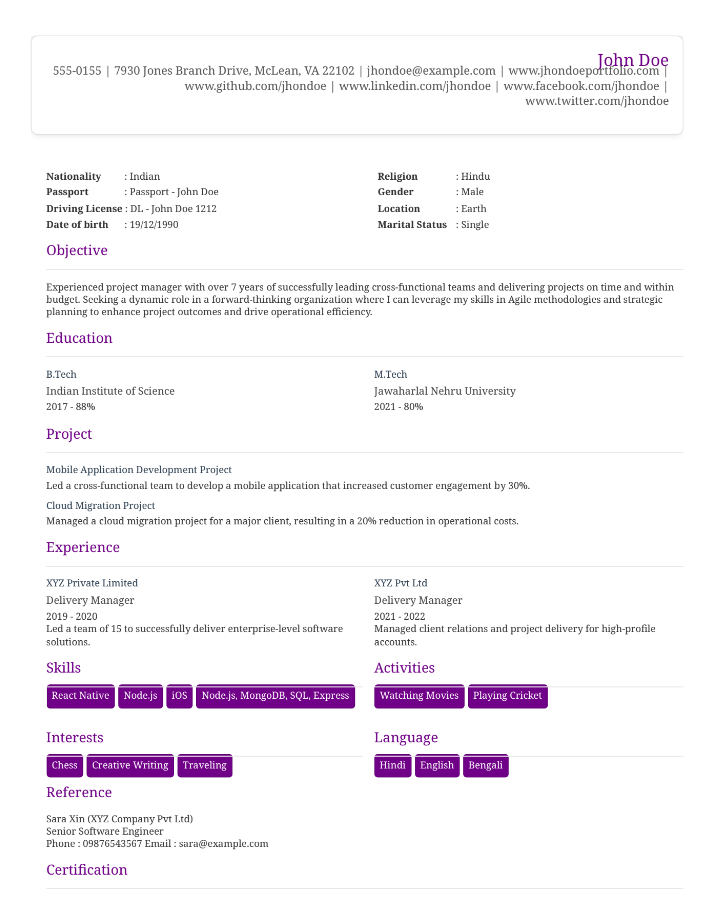 John Doe
555-0155 | 7930 Jones Branch Drive, McLean, VA 22102 | jhondoe@example.com | www.jhondoeportfolio.com |
www.github.com/jhondoe | www.linkedin.com/jhondoe | www.facebook.com/jhondoe |
www.twitter.com/jhondoe
Nationality : Indian
Passport : Passport - John Doe
Driving License : DL - John Doe 1212
Date of birth : 19/12/1990
Religion : Hindu
Gender : Male
Location : Earth
Marital Status : Single
Objective
Experienced project manager with over 7 years of successfully leading cross-functional teams and delivering projects on time and within
budget. Seeking a dynamic role in a forward-thinking organization where I can leverage my skills in Agile methodologies and strategic
planning to enhance project outcomes and drive operational efficiency.
Education
B.Tech
Indian Institute of Science
2017 - 88%
M.Tech
Jawaharlal Nehru University
2021 - 80%
Project
Mobile Application Development Project
Led a cross-functional team to develop a mobile application that increased customer engagement by 30%.
Cloud Migration Project
Managed a cloud migration project for a major client, resulting in a 20% reduction in operational costs.
Experience
XYZ Private Limited
Delivery Manager
2019 - 2020
Led a team of 15 to successfully deliver enterprise-level software
solutions.
XYZ Pvt Ltd
Delivery Manager
2021 - 2022
Managed client relations and project delivery for high-profile
accounts.
Skills
React Native Node.js iOS Node.js, MongoDB, SQL, Express
Activities
Watching Movies Playing Cricket
Interests
Chess Creative Writing Traveling
Language
Hindi English Bengali
Reference
Sara Xin (XYZ Company Pvt Ltd)
Senior Software Engineer
Phone : 09876543567 Email : sara@example.com
Certification